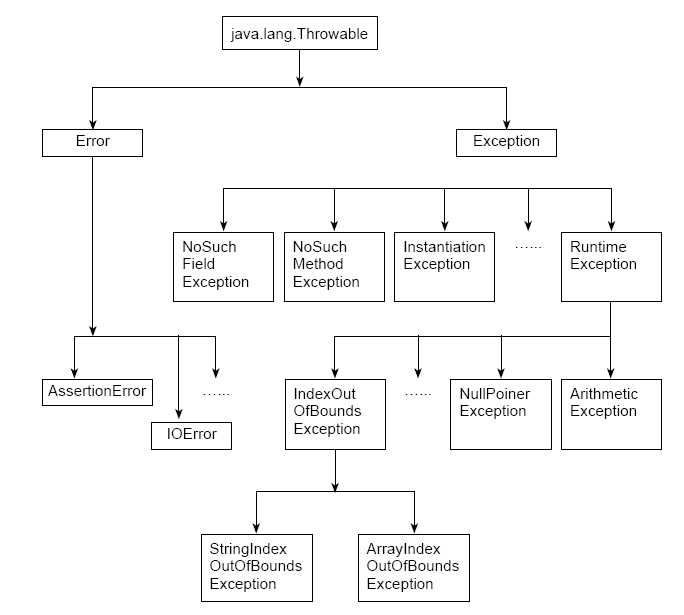 java.lang.Throwable
Error
Exception
NoSuch
Field
Exception
NoSuch
Method
Exception
Instantiation
Exception
……
Runtime
Exception
AssertionError
IOError
……
IndexOut
OfBounds
Exception
……
NullPoiner
Exception
Arithmetic
Exception
StringIndex
OutOfBounds
Exception
ArrayIndex
OutOfBounds
Exception